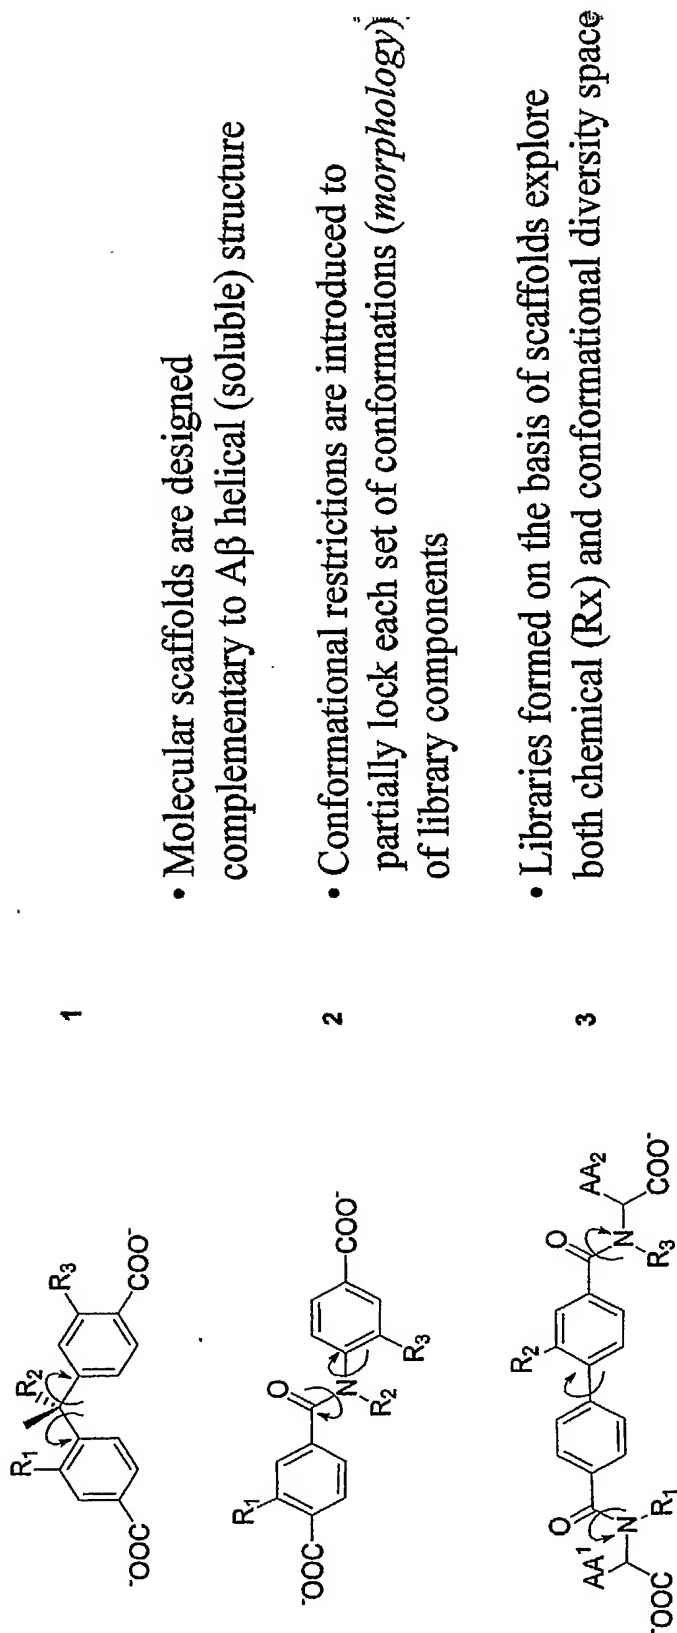 1
• Molecular scaffolds are designed
complementary to Aβ helical (soluble) structure
2
• Conformational restrictions are introduced to
partially lock each set of conformations (morphology)
of library components
3
• Libraries formed on the basis of scaffolds explore
both chemical (Rx) and conformational diversity space
R₁
R₂
R₃
⁻OOC
COO⁻
O
N
R₁
R₂
R₃
⁻OOC
COO⁻
O
N
R₁
AA¹
⁻OOC
R₂
O
N
R₃
AA₂
COO⁻